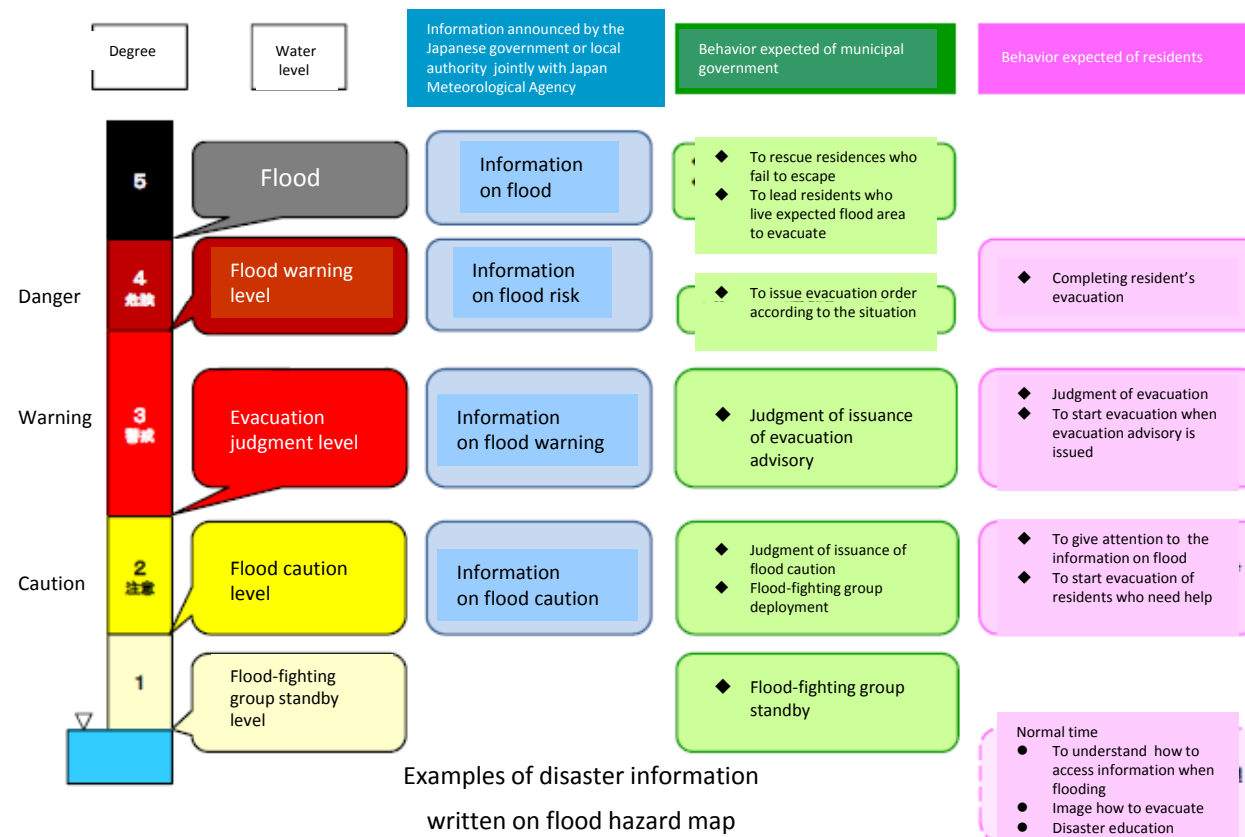 Degree
Water
level
Information announced by the
Japanese government or local
authority jointly with Japan
Meteorological Agency
Behavior expected of municipal
government
Behavior expected of residents
5
Flood
Information
on flood
◆ To rescue residences who
fail to escape
◆ To lead residents who
live expected flood area
to evacuate
Danger
4
危険
Flood warning
level
Information
on flood risk
◆ To issue evacuation order
according to the situation
◆ Completing resident's
evacuation
Warning
3
警戒
Evacuation
judgment level
Information
on flood warning
◆ Judgment of issuance
of evacuation
advisory
◆ Judgment of evacuation
◆ To start evacuation when
evacuation advisory is
issued
Caution
2
注意
Flood caution
level
Information
on flood caution
◆ Judgment of issuance of
flood caution
◆ Flood-fighting group
deployment
◆ To give attention to the
information on flood
◆ To start evacuation of
residents who need help
1
Flood-fighting
group standby
level
◆ Flood-fighting group
standby
Normal time
● To understand how to
access information when
flooding
● Image how to evacuate
● Disaster education
Examples of disaster information
written on flood hazard map